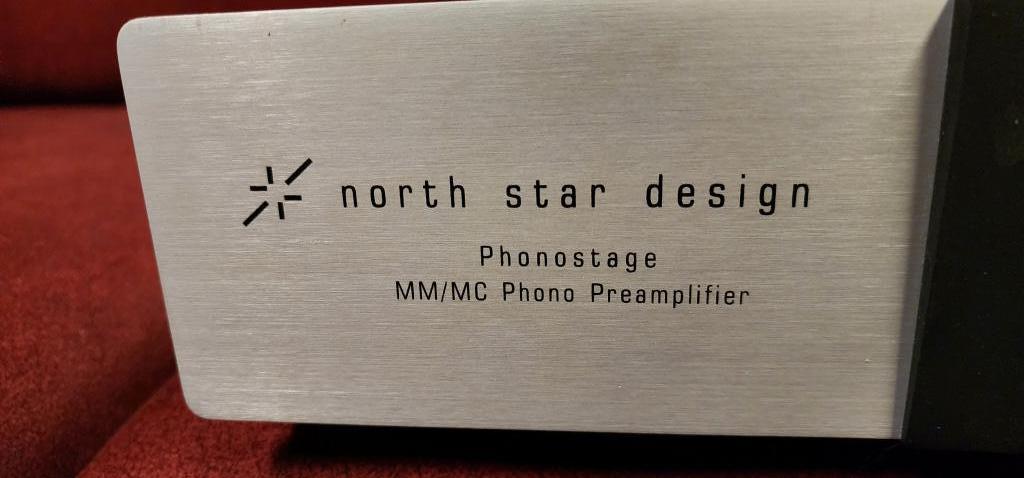 north star design
Phonostage
MM/MC Phono Preamplifier